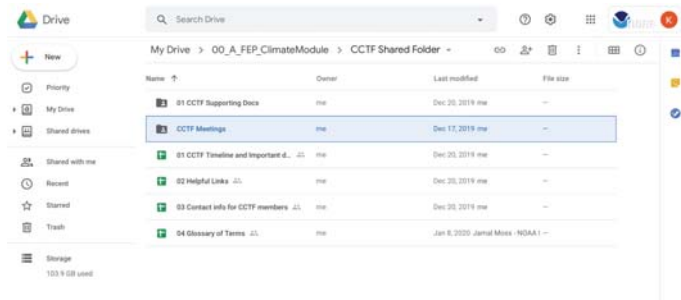 Drive
Search Drive
K
New
My Drive > 00_A_FEP_ClimateModule > CCTF Shared Folder
Name Owner Last modified File size
Priority
My Drive
Shared drives
Shared with me
Recent
Starred
Trash
Storage
103.9 GB used
01 CCTF Supporting Docs me Dec 20, 2019 me —
CCTF Meetings me Dec 17, 2019 me —
01 CCTF Timeline and Important d... me Dec 20, 2019 me —
02 Helpful Links me Dec 20, 2019 me —
03 Contact info for CCTF members me Dec 20, 2019 me —
04 Glossary of Terms me Jan 8, 2020 Jamal Moss - NOAA —